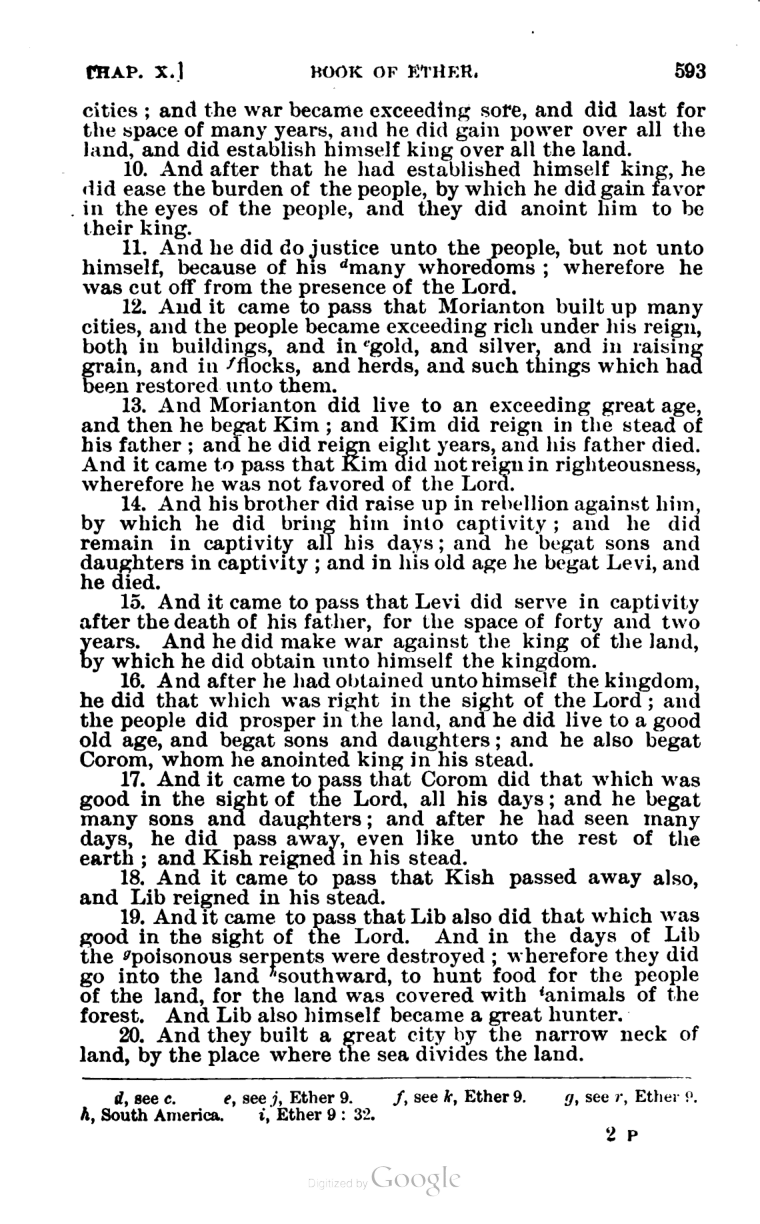 CHAP. X.] BOOK OF ETHER. 593
cities ; and the war became exceeding sore, and did last for
the space of many years, and he did gain power over all the
land, and did establish himself king over all the land.
10. And after that he had established himself king, he
did ease the burden of the people, by which he did gain favor
in the eyes of the people, and they did anoint him to be
their king.
11. And he did do justice unto the people, but not unto
himself, because of his dmany whoredoms ; wherefore he
was cut off from the presence of the Lord.
12. And it came to pass that Morianton built up many
cities, and the people became exceeding rich under his reign,
both in buildings, and in egold, and silver, and in raising
grain, and in fflocks, and herds, and such things which had
been restored unto them.
13. And Morianton did live to an exceeding great age,
and then he begat Kim ; and Kim did reign in the stead of
his father ; and he did reign eight years, and his father died.
And it came to pass that Kim did not reign in righteousness,
wherefore he was not favored of the Lord.
14. And his brother did raise up in rebellion against him,
by which he did bring him into captivity ; and he did
remain in captivity all his days ; and he begat sons and
daughters in captivity ; and in his old age he begat Levi, and
he died.
15. And it came to pass that Levi did serve in captivity
after the death of his father, for the space of forty and two
years. And he did make war against the king of the land,
by which he did obtain unto himself the kingdom.
16. And after he had obtained unto himself the kingdom,
he did that which was right in the sight of the Lord ; and
the people did prosper in the land, and he did live to a good
old age, and begat sons and daughters ; and he also begat
Corom, whom he anointed king in his stead.
17. And it came to pass that Corom did that which was
good in the sight of the Lord, all his days ; and he begat
many sons and daughters ; and after he had seen many
days, he did pass away, even like unto the rest of the
earth ; and Kish reigned in his stead.
18. And it came to pass that Kish passed away also,
and Lib reigned in his stead.
19. And it came to pass that Lib also did that which was
good in the sight of the Lord. And in the days of Lib
the gpoisonous serpents were destroyed ; wherefore they did
go into the land hsouthward, to hunt food for the people
of the land, for the land was covered with ianimals of the
forest. And Lib also himself became a great hunter.
20. And they built a great city by the narrow neck of
land, by the place where the sea divides the land.
d, see c. e, see j, Ether 9. f, see k, Ether 9. g, see r, Ether 9.
h, South America. i, Ether 9 : 32.
2 P
Digitized by Google